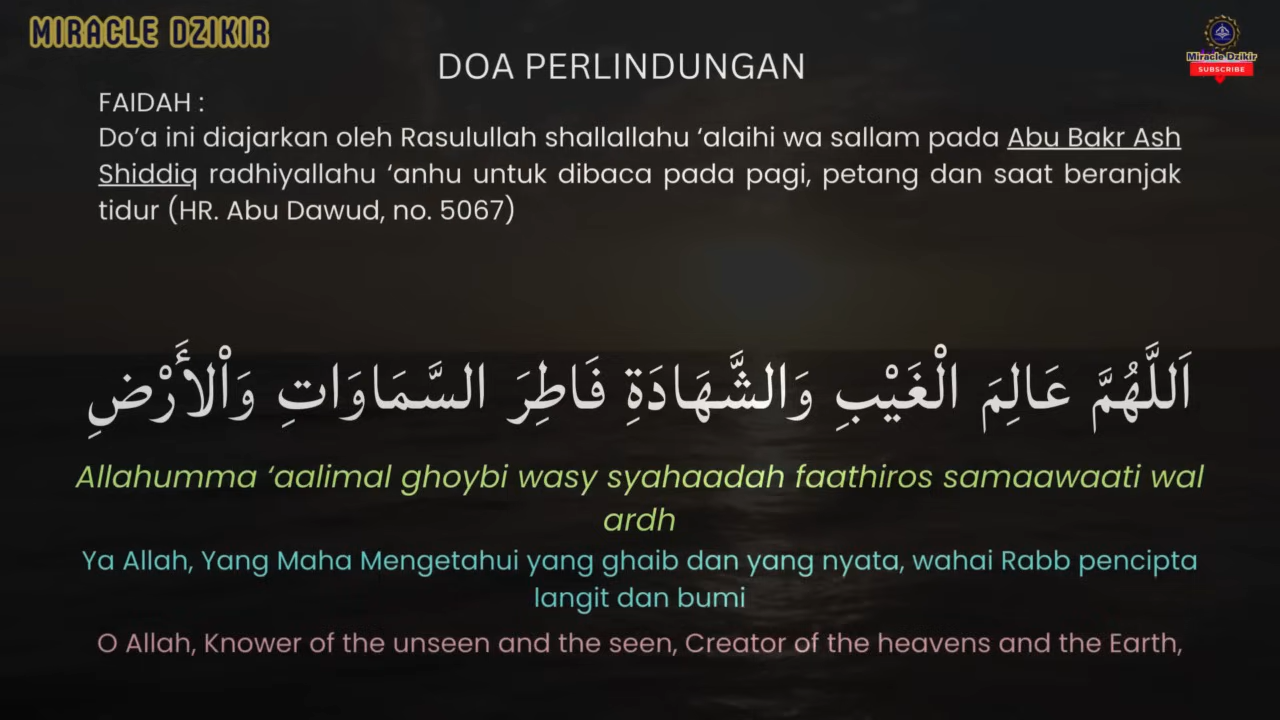 MIRACLE DZIKIR
Miracle Dzikir
SUBSCRIBE
DOA PERLINDUNGAN
FAIDAH :
Do’a ini diajarkan oleh Rasulullah shallallahu ‘alaihi wa sallam pada Abu Bakr Ash
Shiddiq radhiyallahu ‘anhu untuk dibaca pada pagi, petang dan saat beranjak
tidur (HR. Abu Dawud, no. 5067)
اَللَّهُمَّ عَالِمَ الْغَيْبِ وَالشَّهَادَةِ فَاطِرَ السَّمَاوَاتِ وَاْلأَرْضِ
Allahumma ‘aalimal ghoybi wasy syahaadah faathiros samaawaati wal
ardh
Ya Allah, Yang Maha Mengetahui yang ghaib dan yang nyata, wahai Rabb pencipta
langit dan bumi
O Allah, Knower of the unseen and the seen, Creator of the heavens and the Earth,